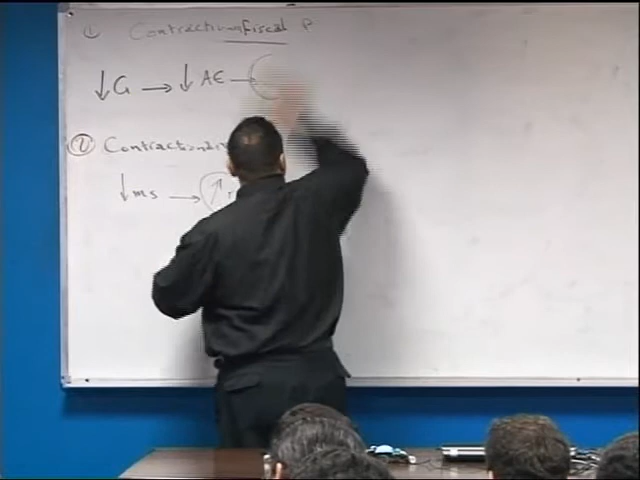 ① Contractionary fiscal P
↓G → ↓AE →
② Contractionary
↓ms → ↑